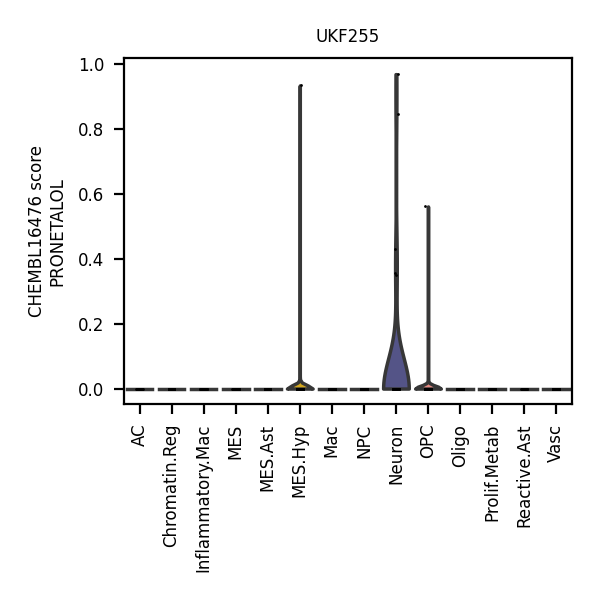 UKF255
CHEMBL16476 score
PRONETALOL
1.0
0.8
0.6
0.4
0.2
0.0
AC
Chromatin.Reg
Inflammatory.Mac
MES
MES.Ast
MES.Hyp
Mac
NPC
Neuron
OPC
Oligo
Prolif.Metab
Reactive.Ast
Vasc